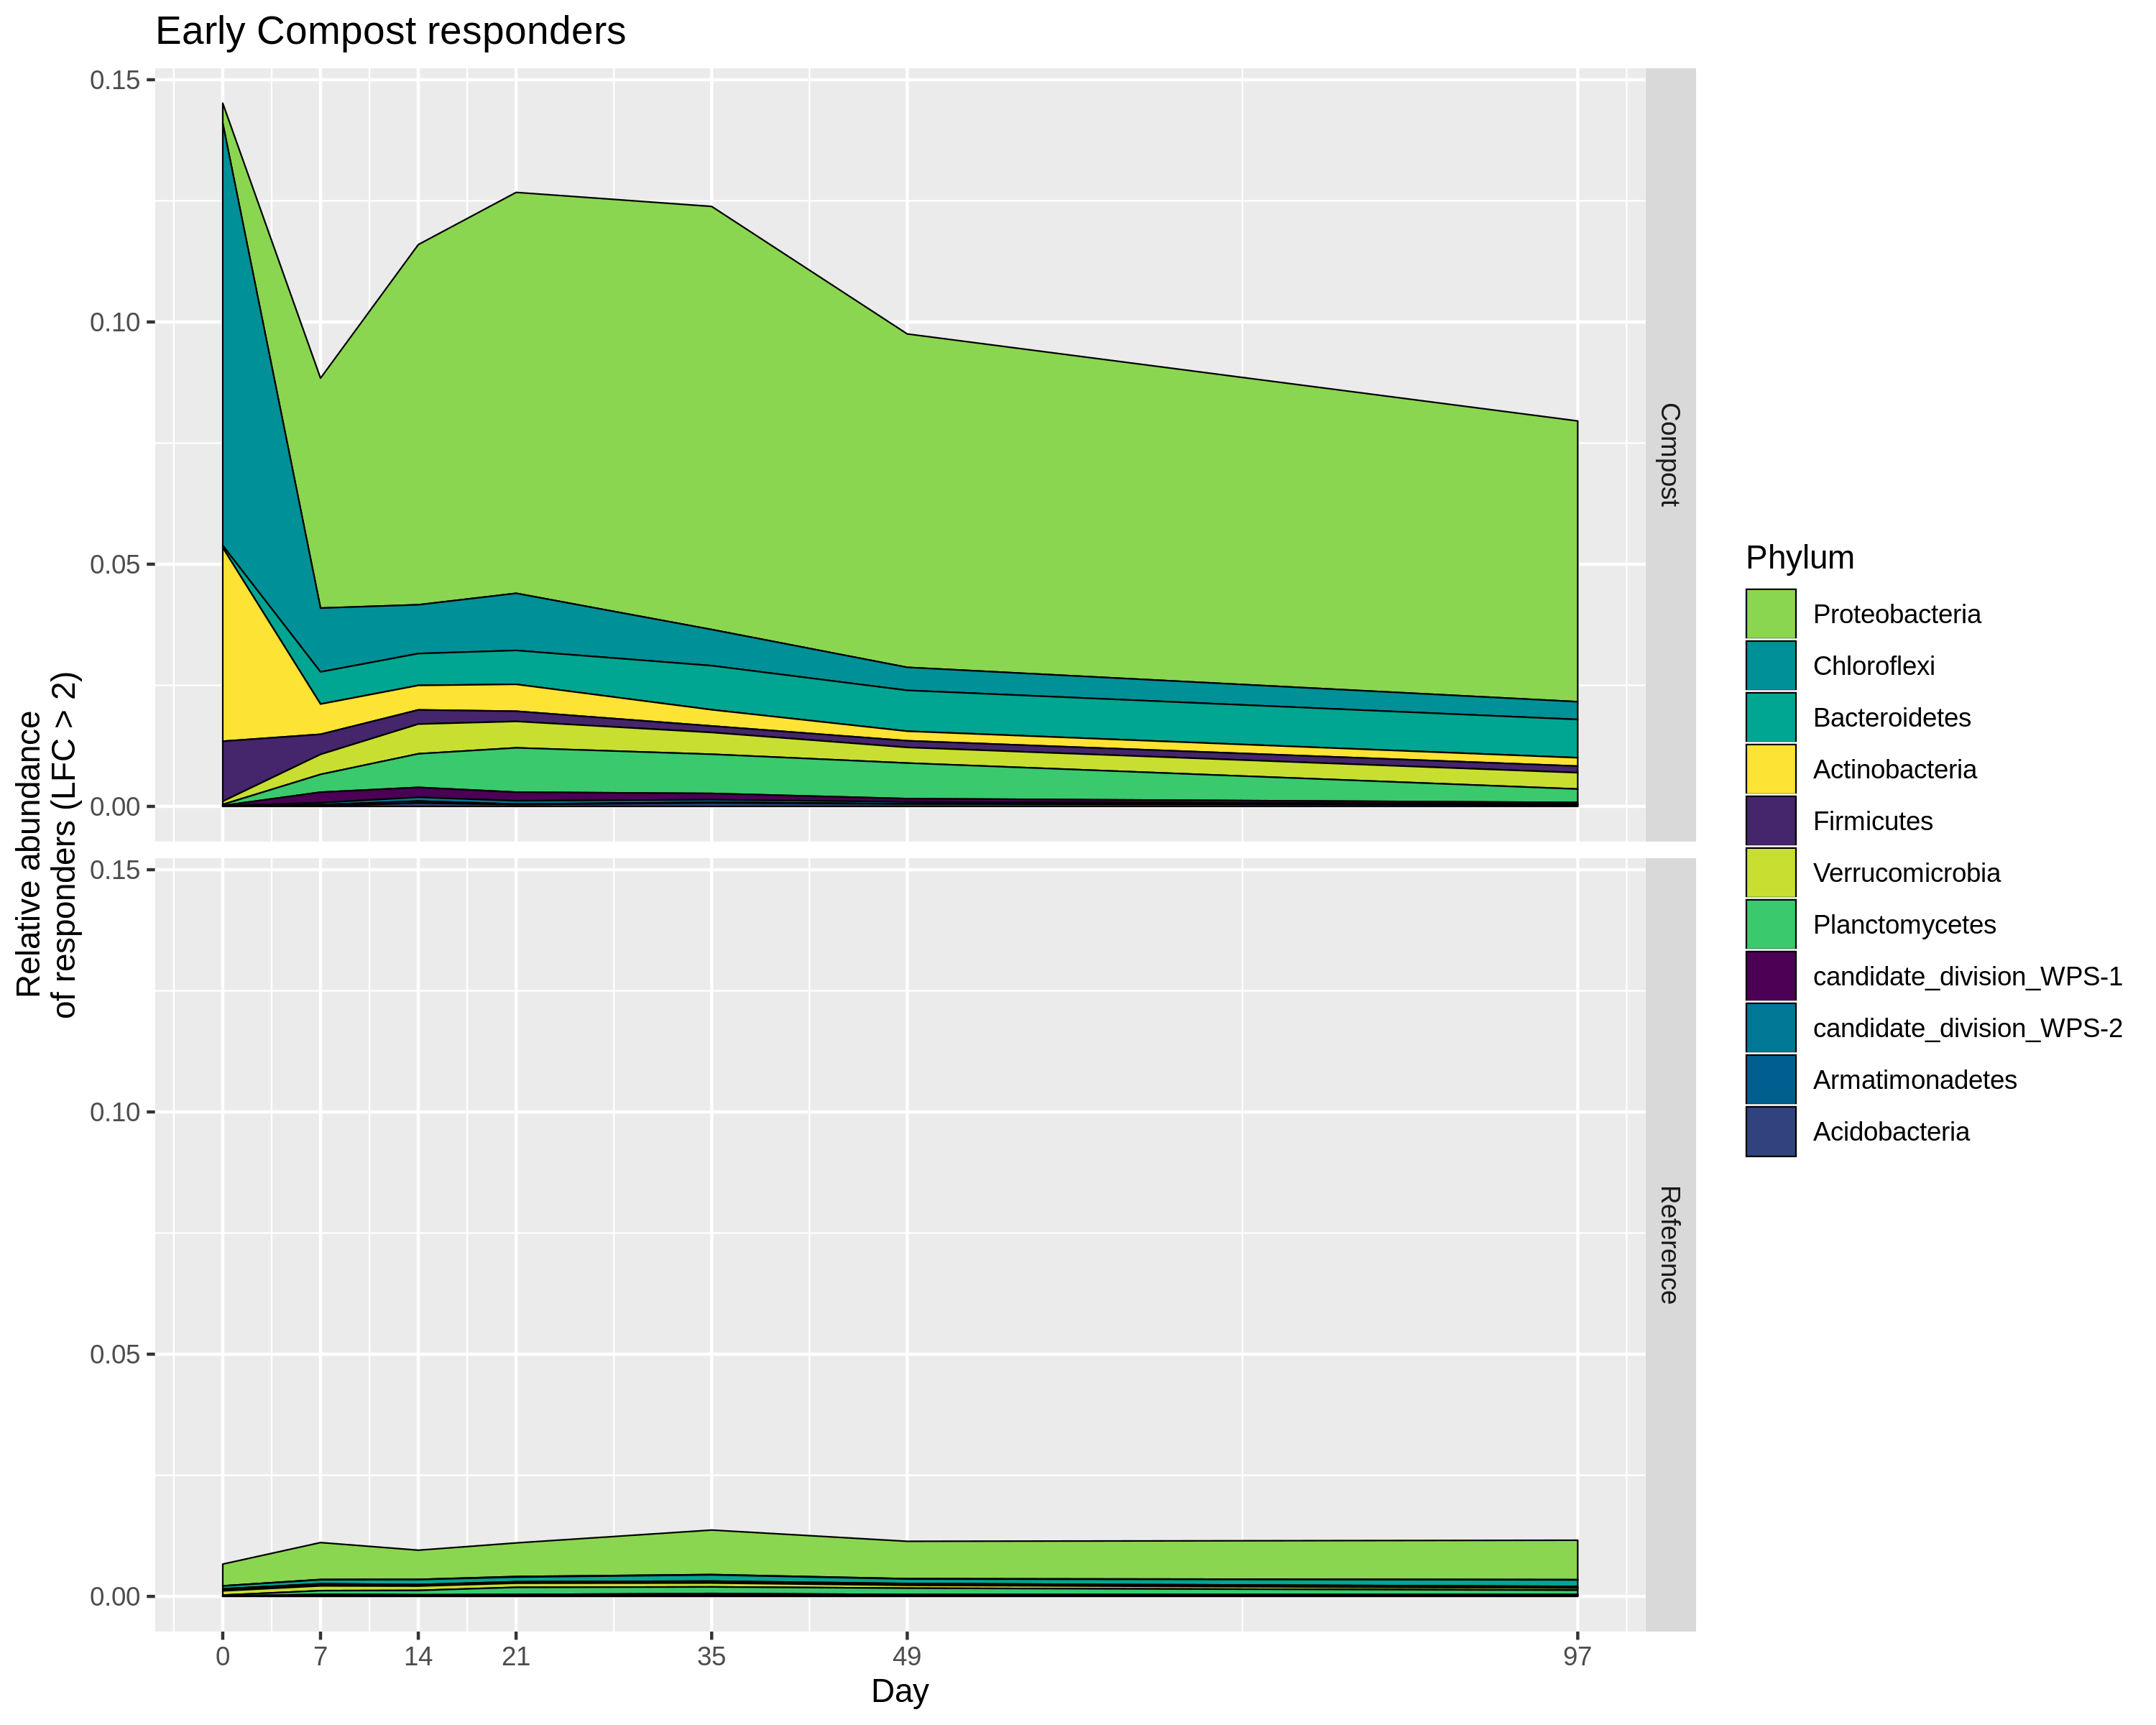 Early Compost responders
Relative abundance
of responders (LFC > 2)
0.15
0.10
0.05
0.00
Compost
0.15
0.10
0.05
0.00
Reference
0 7 14 21 35 49 97
Day
Phylum
Proteobacteria
Chloroflexi
Bacteroidetes
Actinobacteria
Firmicutes
Verrucomicrobia
Planctomycetes
candidate_division_WPS-1
candidate_division_WPS-2
Armatimonadetes
Acidobacteria